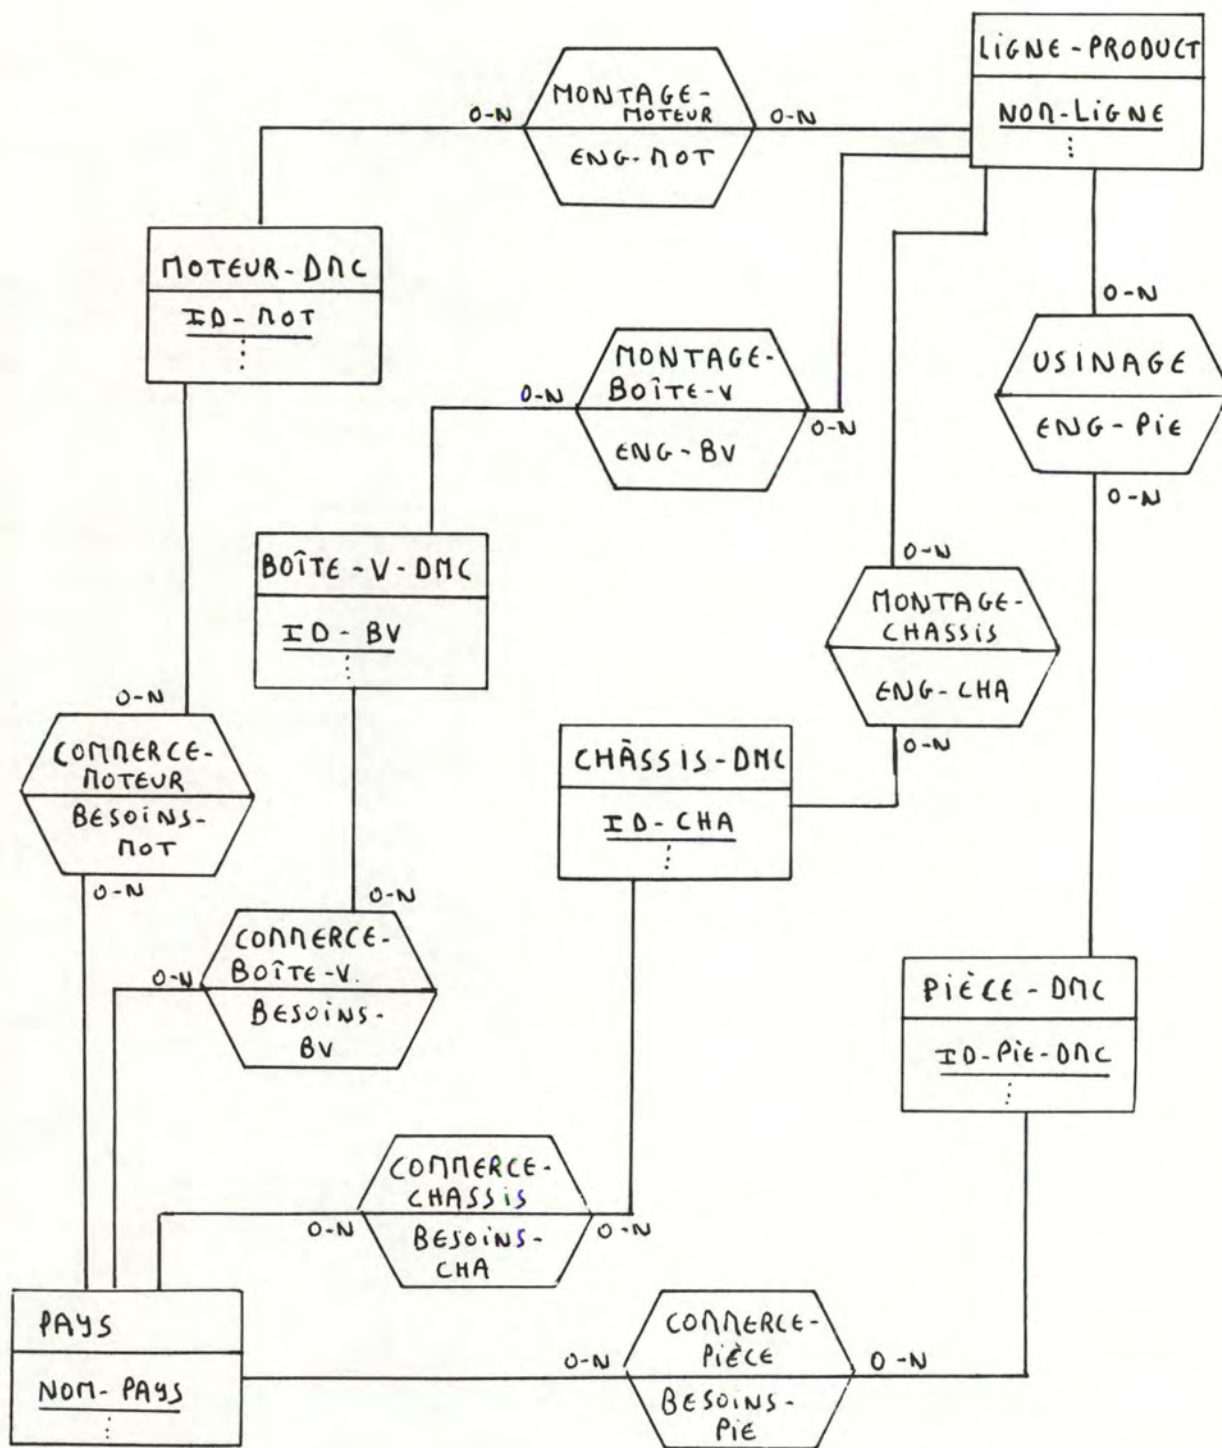 LIGNE-PRODUCT
NOM-LIGNE
0-N
MONTAGE-
MOTEUR
0-N
ENG-MOT
MOTEUR-DMC
ID-MOT
0-N
USINAGE
ENG-PIE
0-N
MONTAGE-
BOÎTE-V
0-N
0-N
ENG-BV
BOÎTE-V-DMC
ID-BV
0-N
MONTAGE-
CHASSIS
ENG-CHA
0-N
0-N
COMMERCE-
MOTEUR
BESOINS-
MOT
0-N
CHÂSSIS-DMC
ID-CHA
0-N
COMMERCE-
BOÎTE-V.
0-N
BESOINS-
BV
PIÈCE-DMC
ID-PIE-DMC
COMMERCE-
CHASSIS
0-N
0-N
BESOINS-
CHA
PAYS
NOM-PAYS
COMMERCE-
PIÈCE
0-N
0-N
BESOINS-
PIE